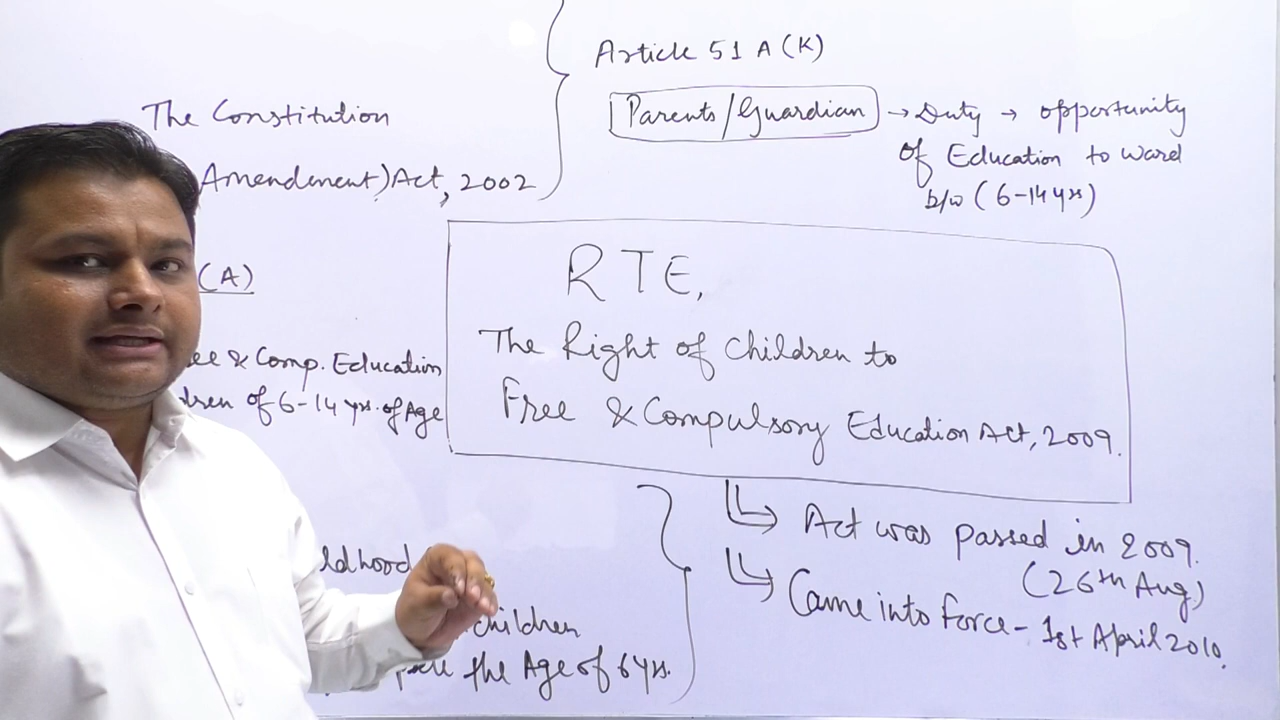 The Constitution
Amendment) Act, 2002
(A)
& Comp. Education
of 6-14 yrs. of Age
children
the Age of 6 yrs.
Article 51 A (K)
Parents/Guardian → Duty → opportunity
of Education to ward
b/w (6-14 yrs)
RTE,
The Right of Children to
Free & Compulsory Education Act, 2009.
Act was passed in 2009.
(26th Aug)
Came into force - 1st April 2010.